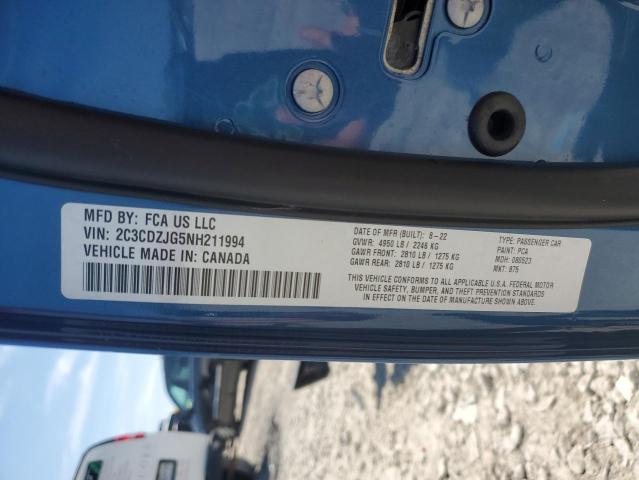 MFD BY: FCA US LLC
VIN: 2C3CDZJG5NH211994
VEHICLE MADE IN: CANADA
DATE OF MFR (BUILT): 8-22
GVWR: 4950 LB / 2246 KG
GAWR FRONT: 2810 LB / 1275 KG
GAWR REAR: 2810 LB / 1275 KG
TYPE: PASSENGER CAR
PAINT: PCA
MDH: 080523
MKT: 875
THIS VEHICLE CONFORMS TO ALL APPLICABLE U.S.A. FEDERAL MOTOR
VEHICLE SAFETY, BUMPER, AND THEFT PREVENTION STANDARDS
IN EFFECT ON THE DATE OF MANUFACTURE SHOWN ABOVE.